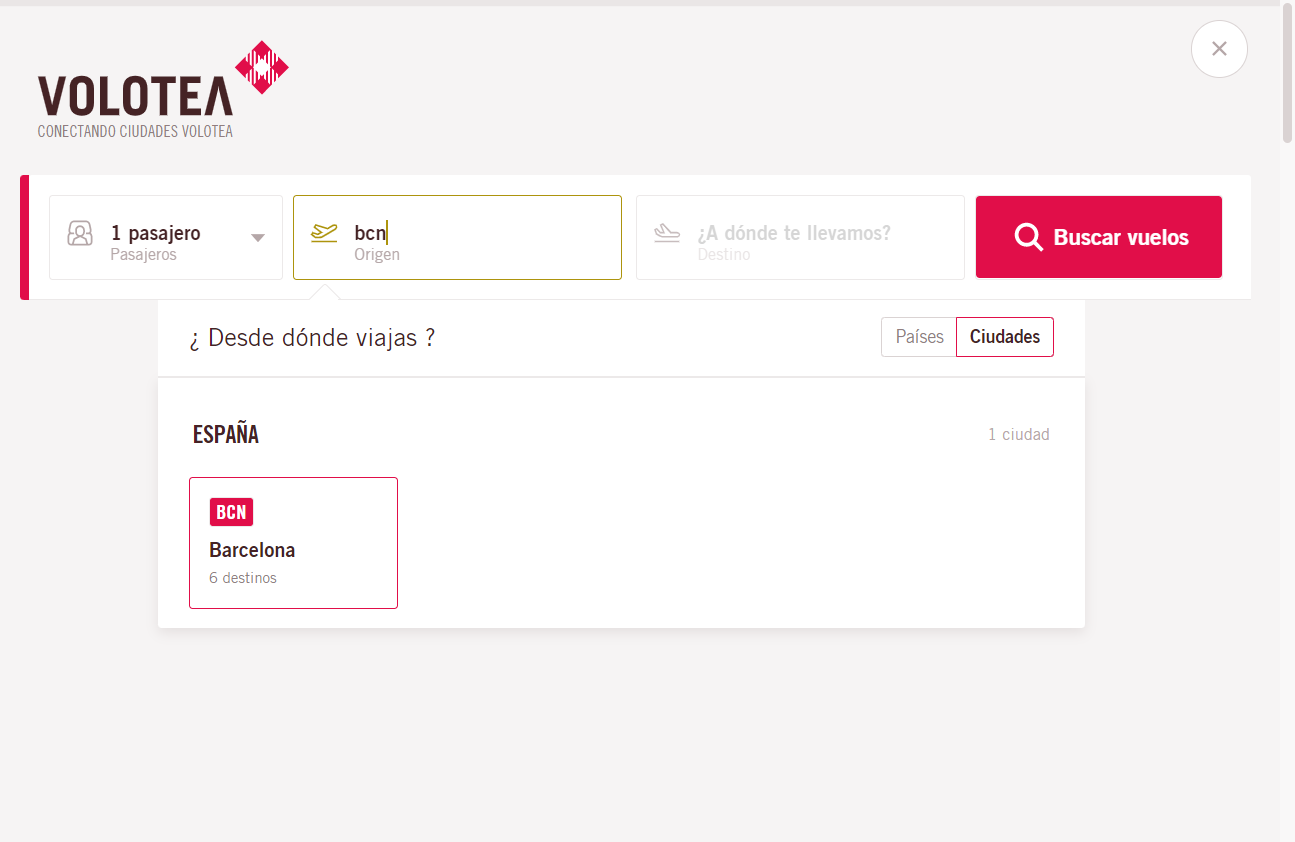 VOLOTEA
CONECTANDO CIUDADES VOLOTEA
1 pasajero
Pasajeros
bcn
Origen
¿A dónde te llevamos?
Destino
Buscar vuelos
¿ Desde dónde viajas ?
Países
Ciudades
ESPAÑA
1 ciudad
BCN
Barcelona
6 destinos